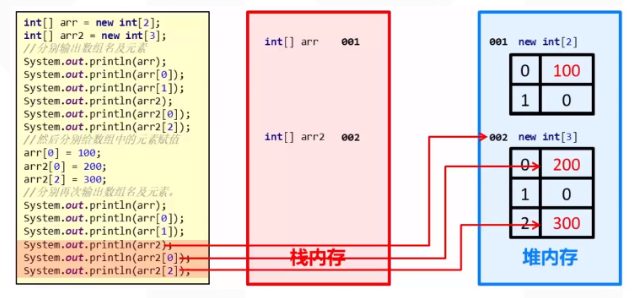 int[] arr = new int[2];
int[] arr2 = new int[3];
//分别输出数组名及元素
System.out.println(arr);
System.out.println(arr[0]);
System.out.println(arr[1]);
System.out.println(arr2);
System.out.println(arr2[0]);
System.out.println(arr2[2]);
//然后分别给数组中的元素赋值
arr[0] = 100;
arr2[0] = 200;
arr2[2] = 300;
//分别再次输出数组名及元素。
System.out.println(arr);
System.out.println(arr[0]);
System.out.println(arr[1]);
System.out.println(arr2);
System.out.println(arr2[0]);
System.out.println(arr2[2]);
int[] arr 001
int[] arr2 002
栈内存
001 new int[2]
0 100
1 0
002 new int[3]
0 200
1 0
2 300
堆内存